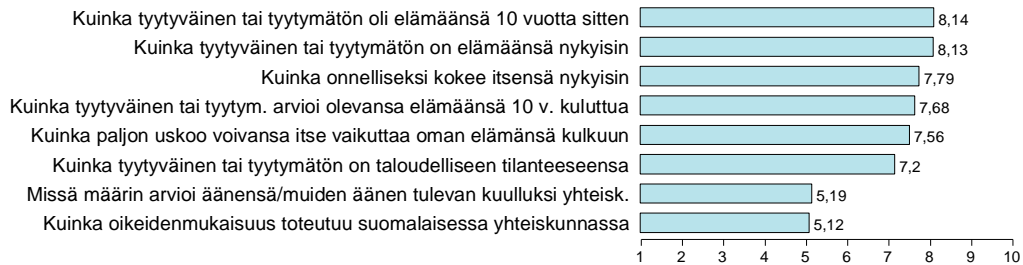 Kuinka tyytyväinen tai tyytymätön oli elämäänsä 10 vuotta sitten 8,14
Kuinka tyytyväinen tai tyytymätön on elämäänsä nykyisin 8,13
Kuinka onnelliseksi kokee itsensä nykyisin 7,79
Kuinka tyytyväinen tai tyytym. arvioi olevansa elämäänsä 10 v. kuluttua 7,68
Kuinka paljon uskoo voivansa itse vaikuttaa oman elämänsä kulkuun 7,56
Kuinka tyytyväinen tai tyytymätön on taloudelliseen tilanteeseensa 7,2
Missä määrin arvioi äänensä/muiden äänen tulevan kuulluksi yhteisk. 5,19
Kuinka oikeidenmukaisuus toteutuu suomalaisessa yhteiskunnassa 5,12
1 2 3 4 5 6 7 8 9 10